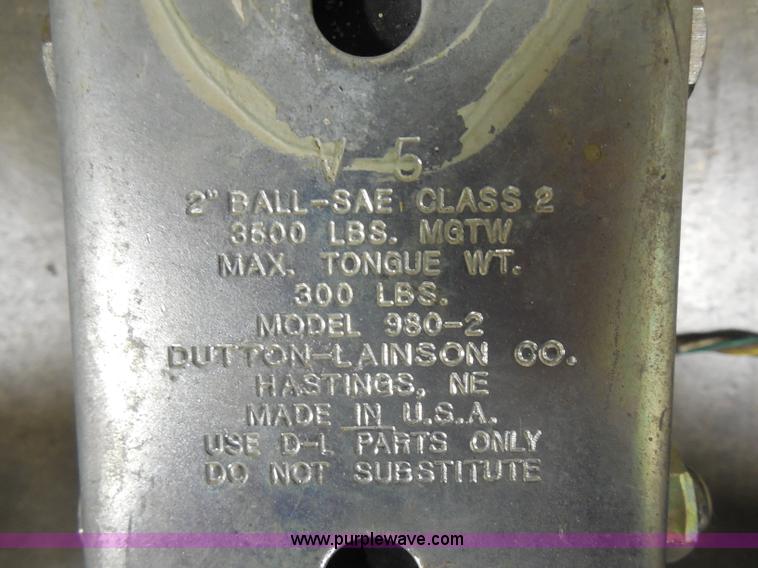 V-5
2" BALL-SAE CLASS 2
3500 LBS. MGTW
MAX. TONGUE WT.
300 LBS.
MODEL 980-2
DUTTON-LAINSON CO.
HASTINGS, NE
MADE IN U.S.A.
USE D-L PARTS ONLY
DO NOT SUBSTITUTE
www.purplewave.com